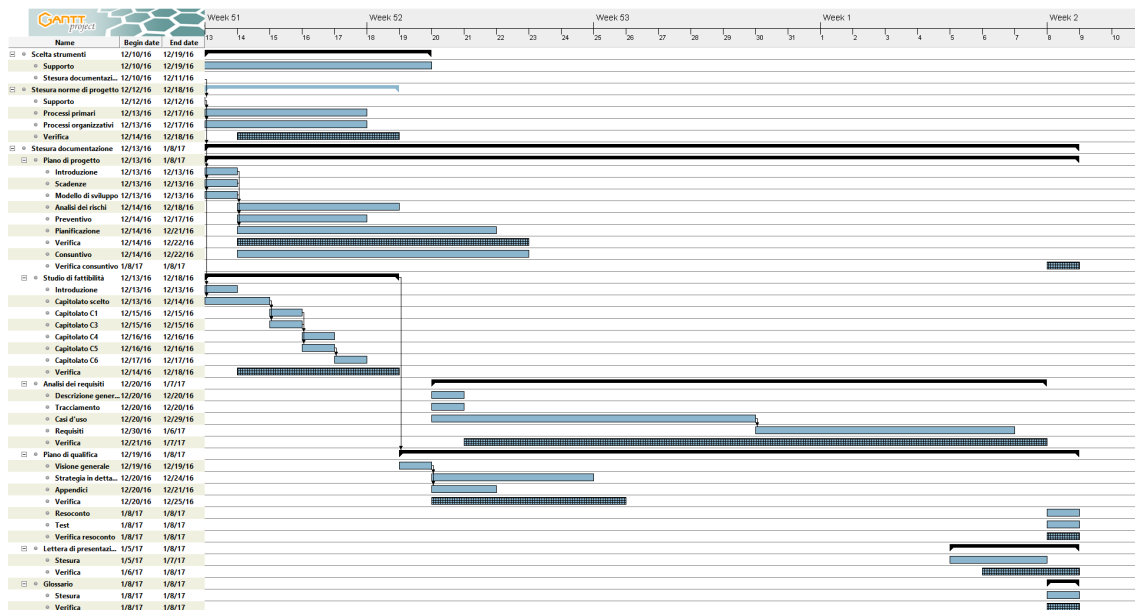 GANTT project
Week 51 Week 52 Week 53 Week 1 Week 2
Name Begin date End date 13 14 15 16 17 18 19 20 21 22 23 24 25 26 27 28 29 30 31 1 2 3 4 5 6 7 8 9 10
Scelta strumenti 12/10/16 12/19/16
Supporto 12/10/16 12/19/16
Stesura documentazi... 12/10/16 12/11/16
Stesura norme di progetto 12/12/16 12/18/16
Supporto 12/12/16 12/12/16
Processi primari 12/13/16 12/17/16
Processi organizzativi 12/13/16 12/17/16
Verifica 12/14/16 12/18/16
Stesura documentazione 12/13/16 1/8/17
Piano di progetto 12/13/16 1/8/17
Introduzione 12/13/16 12/13/16
Scadenze 12/13/16 12/13/16
Modello di sviluppo 12/13/16 12/13/16
Analisi dei rischi 12/14/16 12/18/16
Preventivo 12/14/16 12/17/16
Pianificazione 12/14/16 12/21/16
Verifica 12/14/16 12/22/16
Consuntivo 12/14/16 12/22/16
Verifica consuntivo 1/8/17 1/8/17
Studio di fattibilità 12/13/16 12/18/16
Introduzione 12/13/16 12/13/16
Capitolato scelto 12/13/16 12/14/16
Capitolato C1 12/15/16 12/15/16
Capitolato C3 12/15/16 12/15/16
Capitolato C4 12/16/16 12/16/16
Capitolato C5 12/16/16 12/16/16
Capitolato C6 12/17/16 12/17/16
Verifica 12/14/16 12/18/16
Analisi dei requisiti 12/20/16 1/7/17
Descrizione gener... 12/20/16 12/20/16
Tracciamento 12/20/16 12/20/16
Casi d'uso 12/20/16 12/29/16
Requisiti 12/30/16 1/6/17
Verifica 12/21/16 1/7/17
Piano di qualifica 12/19/16 1/8/17
Visione generale 12/19/16 12/19/16
Strategia in detta... 12/20/16 12/24/16
Appendici 12/20/16 12/21/16
Verifica 12/20/16 12/25/16
Resoconto 1/8/17 1/8/17
Test 1/8/17 1/8/17
Verifica resoconto 1/8/17 1/8/17
Lettera di presentazi... 1/5/17 1/8/17
Stesura 1/5/17 1/7/17
Verifica 1/6/17 1/8/17
Glossario 1/8/17 1/8/17
Stesura 1/8/17 1/8/17
Verifica 1/8/17 1/8/17